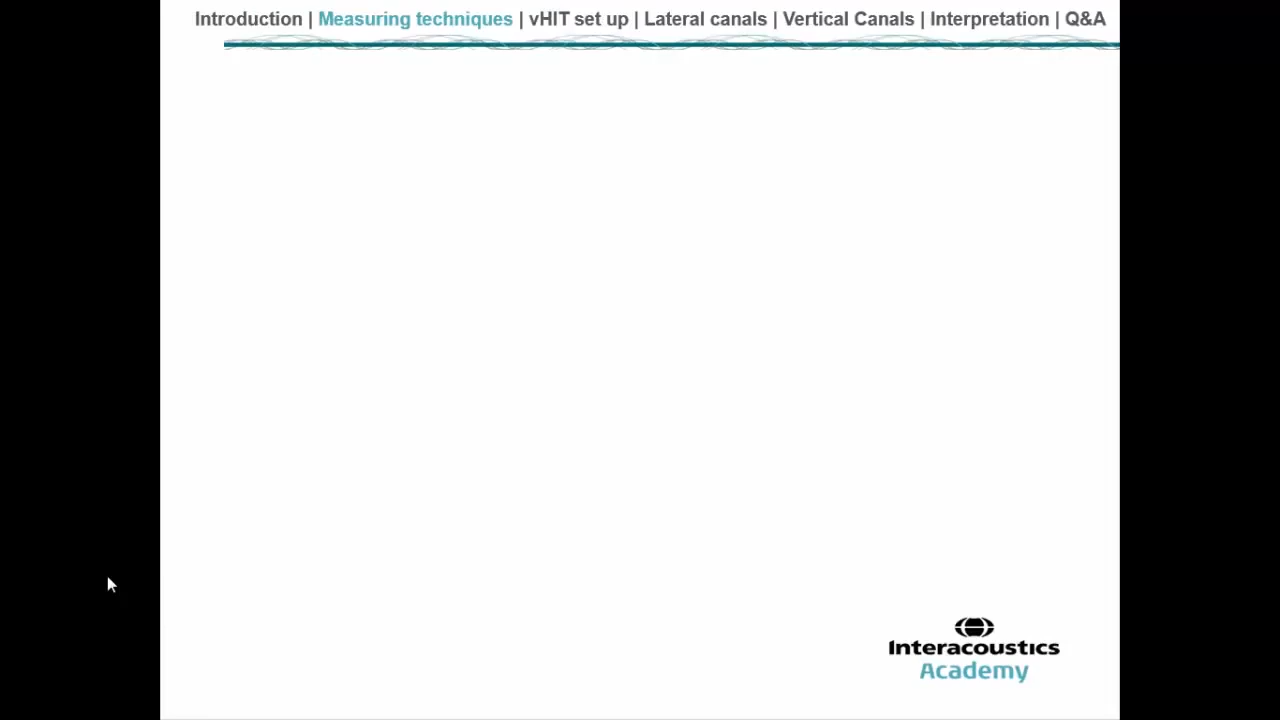 Introduction | Measuring techniques | vHIT set up | Lateral canals | Vertical Canals | Interpretation | Q&A
Interacoustics
Academy